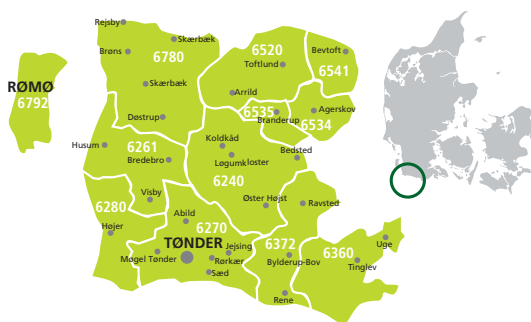 Rejsby
Skærbæk
6780
Brøns
6520
Toftlund
Bevtoft
6541
RØMØ
6792
Skærbæk
Arrild
6535
Branderup
Agerskov
6534
Døstrup
Husum
6261
Bredebro
Koldkåd
Løgumkloster
Bedsted
6240
Visby
6280
Højer
Abild
6270
Øster Højst
Ravsted
TØNDER
Møgel Tønder
Jejsing
Rørkær
Sæd
6372
Bylderup-Bov
Rene
6360
Uge
Tinglev